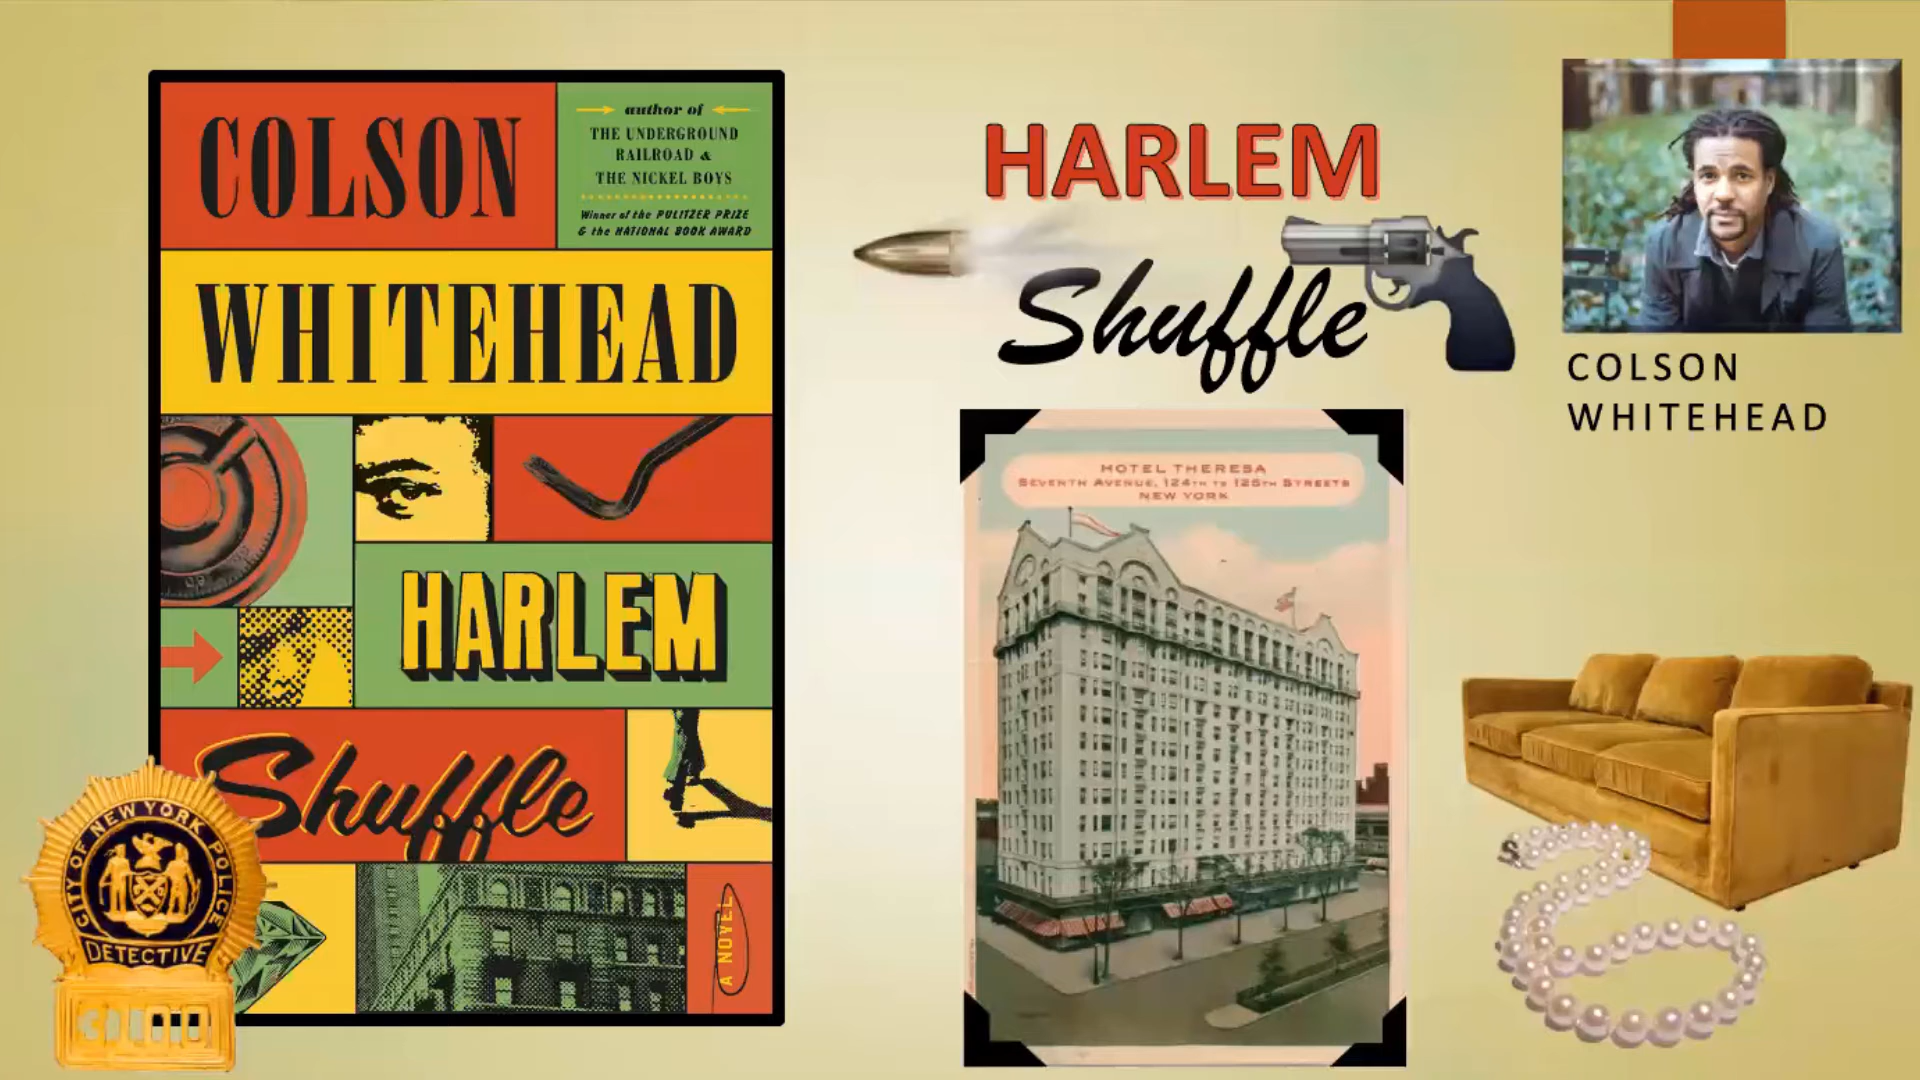 COLSON
author of
THE UNDERGROUND
RAILROAD &
THE NICKEL BOYS
Winner of the PULITZER PRIZE
& the NATIONAL BOOK AWARD
WHITEHEAD
HARLEM
Shuffle
A NOVEL
CITY OF NEW YORK POLICE
DETECTIVE
HARLEM
Shuffle
HOTEL THERESA
SEVENTH AVENUE, 124TH TO 125TH STREETS
NEW YORK
COLSON
WHITEHEAD